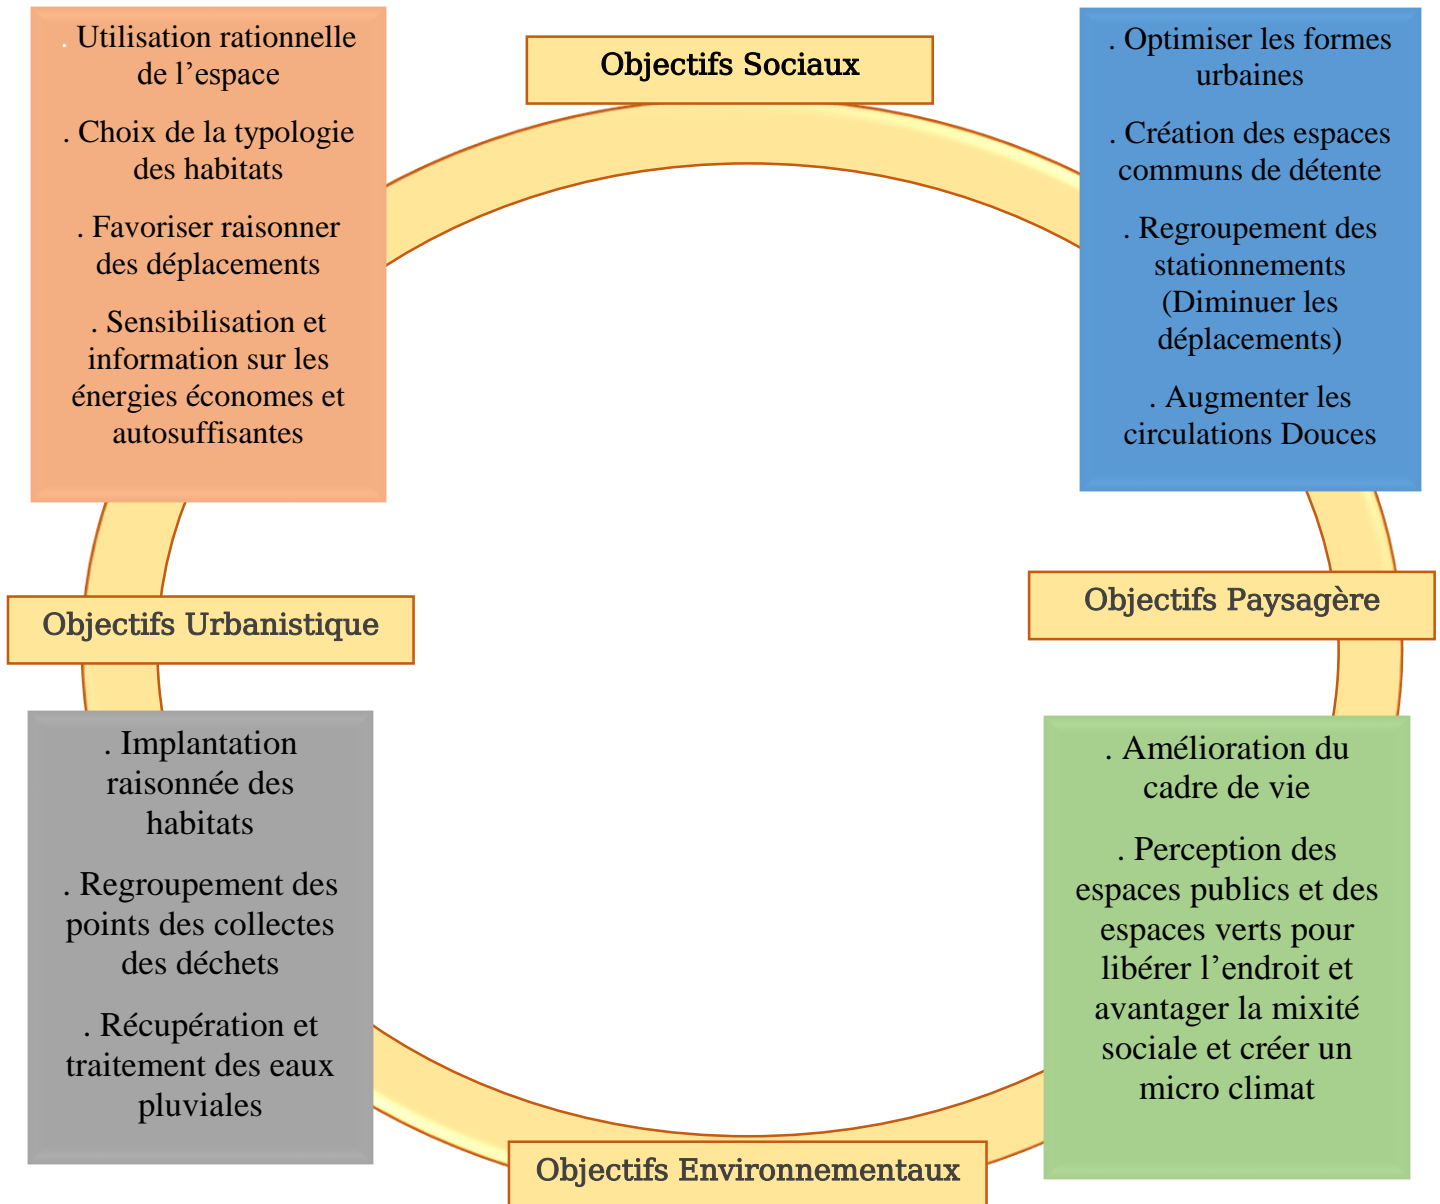 . Utilisation rationnelle
de l’espace
. Choix de la typologie
des habitats
. Favoriser raisonner
des déplacements
. Sensibilisation et
information sur les
énergies économes et
autosuffisantes
Objectifs Sociaux
. Optimiser les formes
urbaines
. Création des espaces
communs de détente
. Regroupement des
stationnements
(Diminuer les
déplacements)
. Augmenter les
circulations Douces
Objectifs Urbanistique
Objectifs Paysagère
. Implantation
raisonnée des
habitats
. Regroupement des
points des collectes
des déchets
. Récupération et
traitement des eaux
pluviales
. Amélioration du
cadre de vie
. Perception des
espaces publics et des
espaces verts pour
libérer l’endroit et
avantager la mixité
sociale et créer un
micro climat
Objectifs Environnementaux